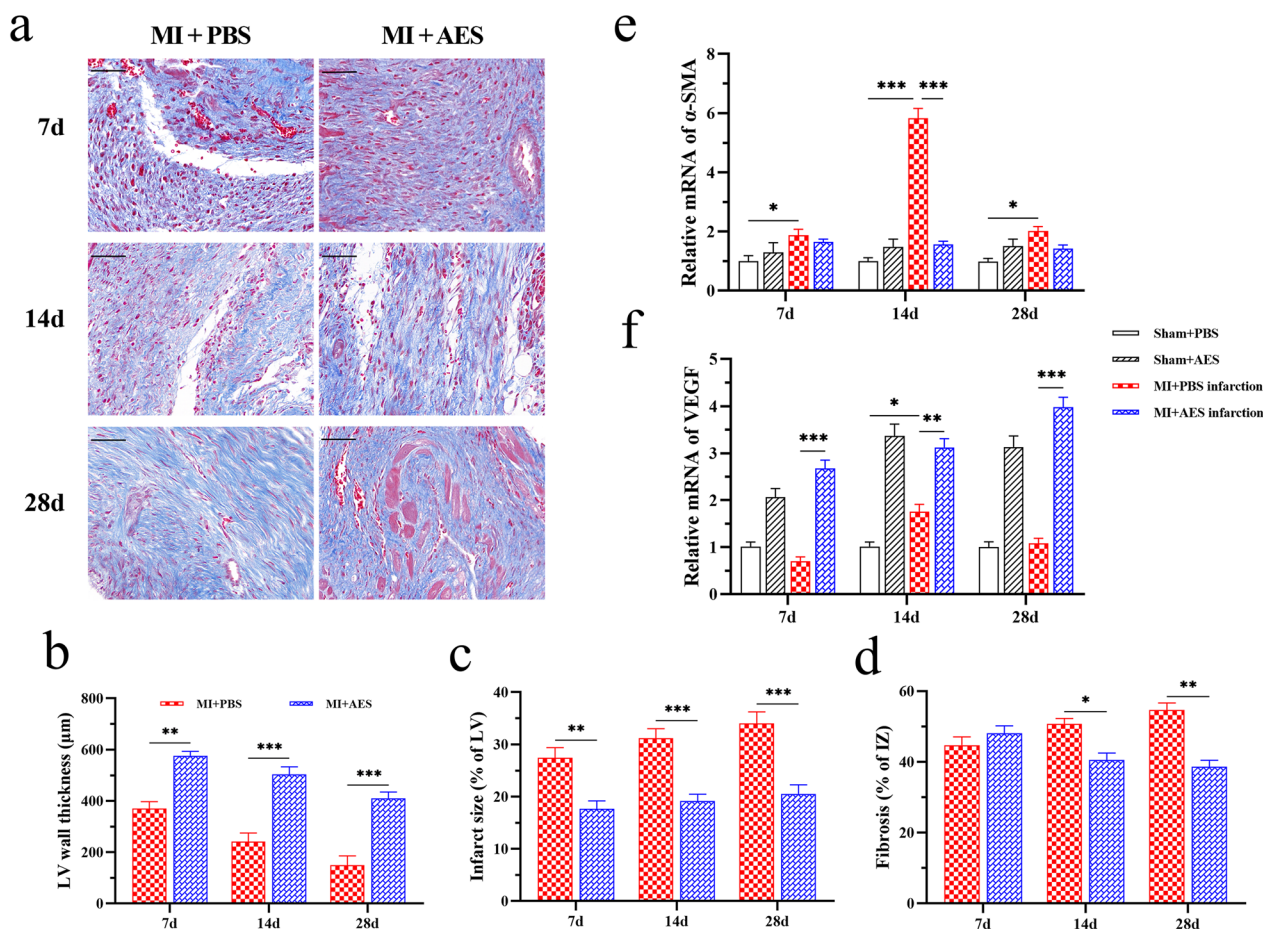 a
MI + PBS
MI + AES
7d
14d
28d
e
Relative mRNA of α-SMA
8
6
4
2
0
*
***
***
*
7d
14d
28d
f
Relative mRNA of VEGF
5
4
3
2
1
0
***
*
**
***
7d
14d
28d
Sham+PBS
Sham+AES
MI+PBS infarction
MI+AES infarction
b
LV wall thickness (μm)
800
600
400
200
0
MI+PBS
MI+AES
**
***
***
7d
14d
28d
c
Infarct size (% of LV)
40
30
20
10
0
**
***
***
7d
14d
28d
d
Fibrosis (% of IZ)
60
40
20
0
*
**
7d
14d
28d